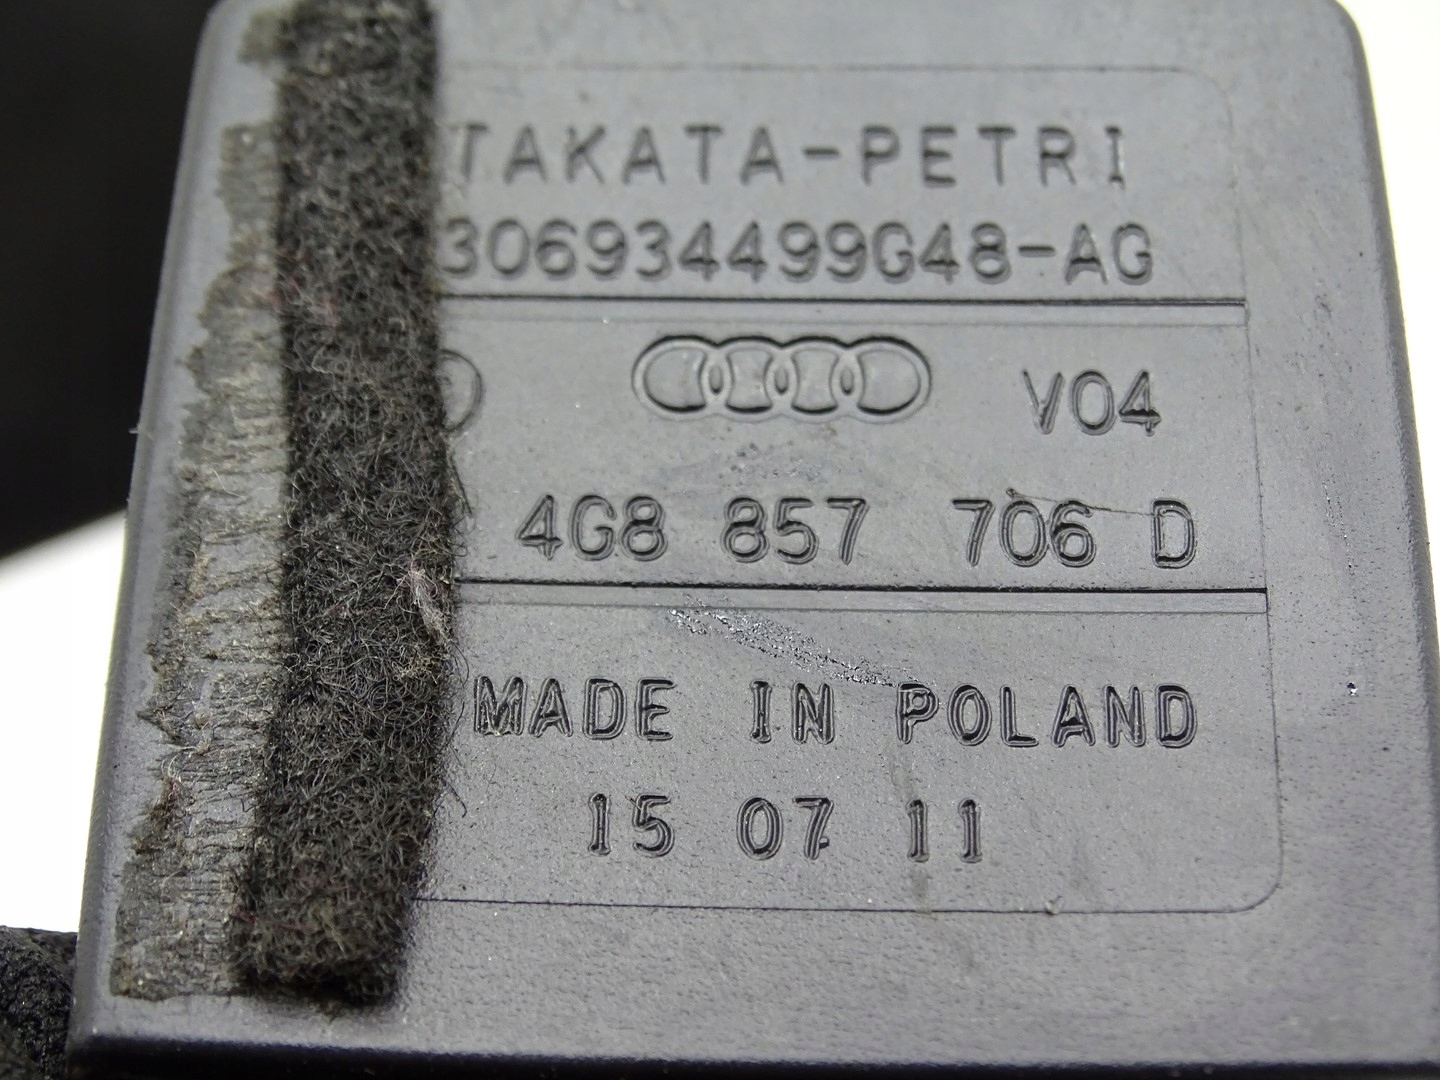 TAKATA-PETRI
306934499G48-AG
V04
4G8 857 706 D
MADE IN POLAND
15 07 11